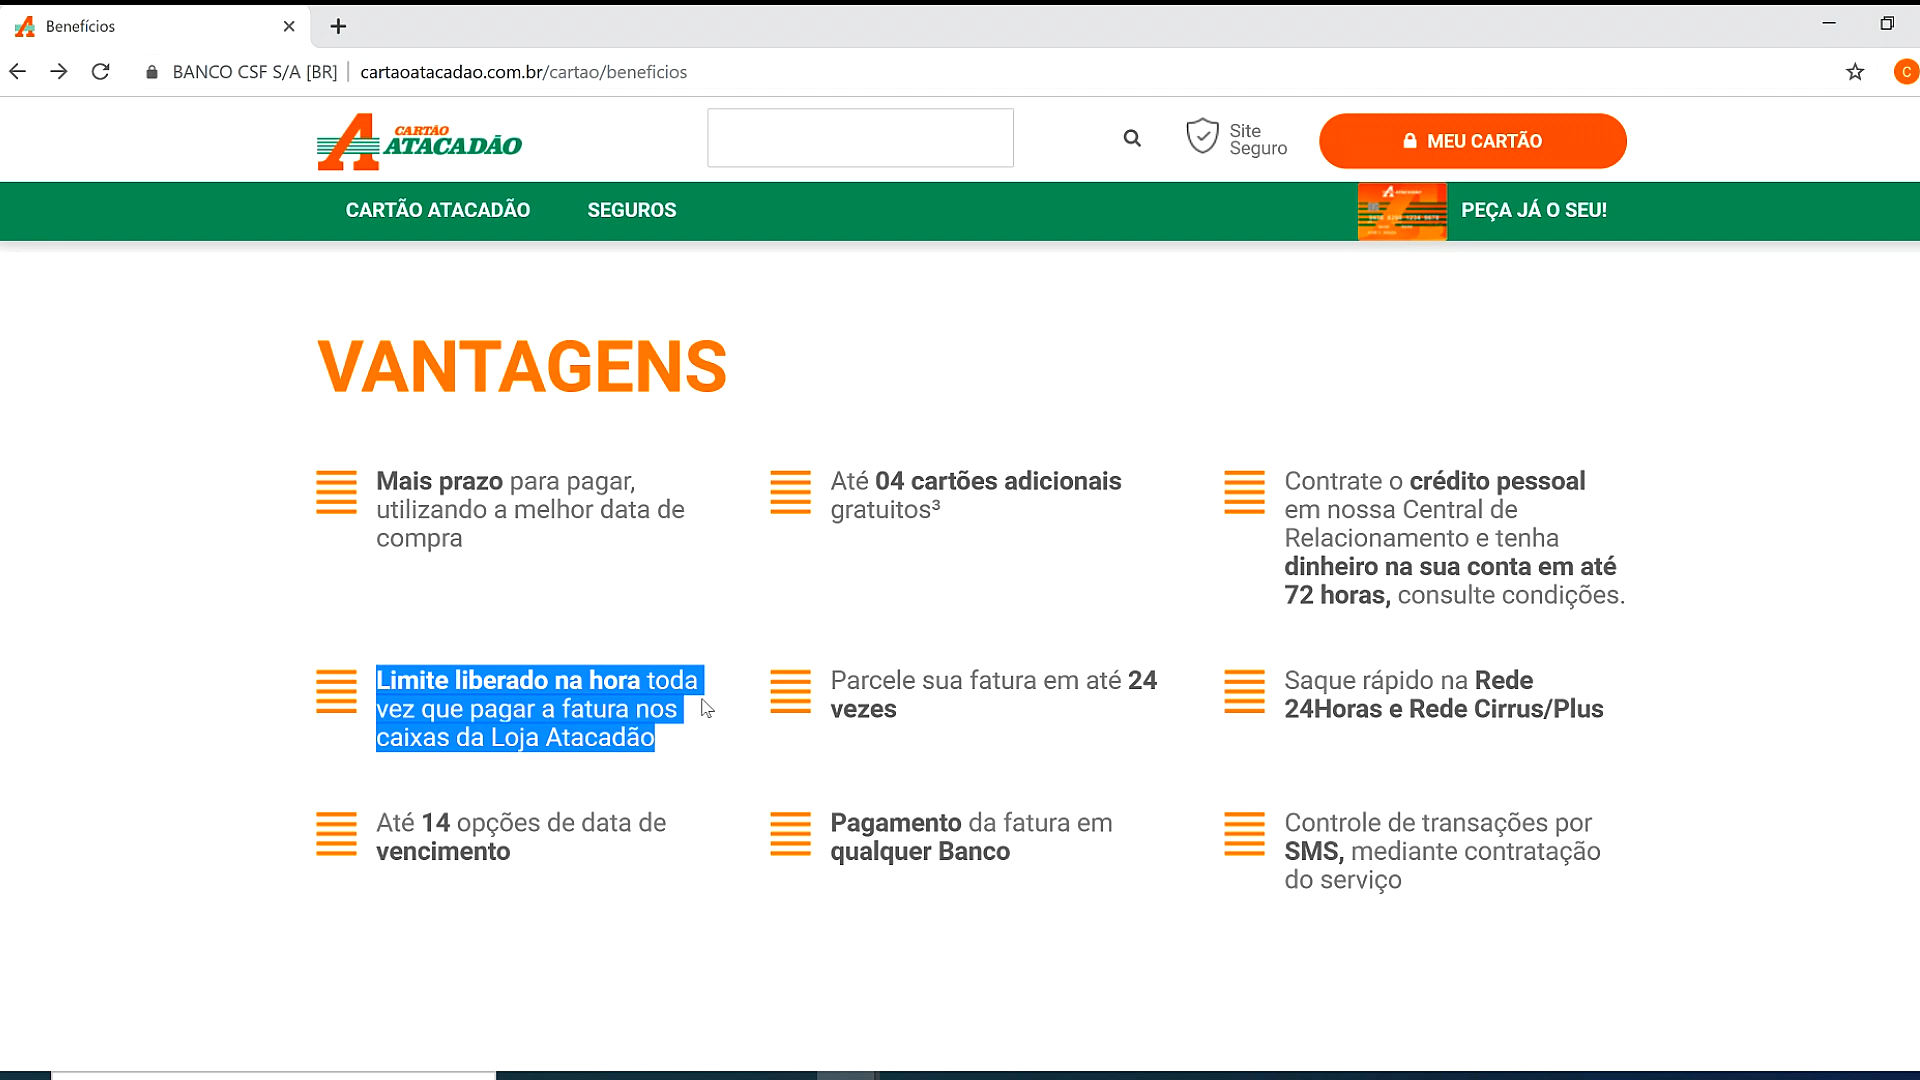 Benefícios
BANCO CSF S/A [BR]
cartaoatacadao.com.br/cartao/beneficios
C
CARTÃO
ATACADÃO
Site
Seguro
MEU CARTÃO
CARTÃO ATACADÃO
SEGUROS
PEÇA JÁ O SEU!
VANTAGENS
Mais prazo para pagar,
utilizando a melhor data de
compra
Até 04 cartões adicionais
gratuitos³
Contrate o crédito pessoal
em nossa Central de
Relacionamento e tenha
dinheiro na sua conta em até
72 horas, consulte condições.
Limite liberado na hora toda
vez que pagar a fatura nos
caixas da Loja Atacadão
Parcele sua fatura em até 24
vezes
Saque rápido na Rede
24Horas e Rede Cirrus/Plus
Até 14 opções de data de
vencimento
Pagamento da fatura em
qualquer Banco
Controle de transações por
SMS, mediante contratação
do serviço